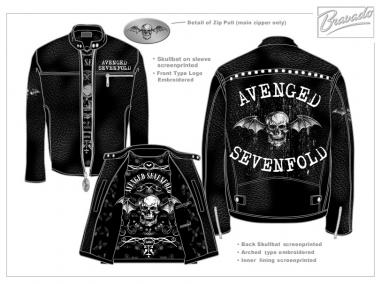 Detail of Zip Pull (main zipper only)
Bravado
• Skullbat on sleeve
screenprinted
• Front Type Logo
Embroidered
AVENGED
SEVENFOLD
AVENGED
SEVENFOLD
AVENGED SEVENFOLD
• Back Skullbat screenprinted
• Arched type embroidered
• Inner lining screenprinted